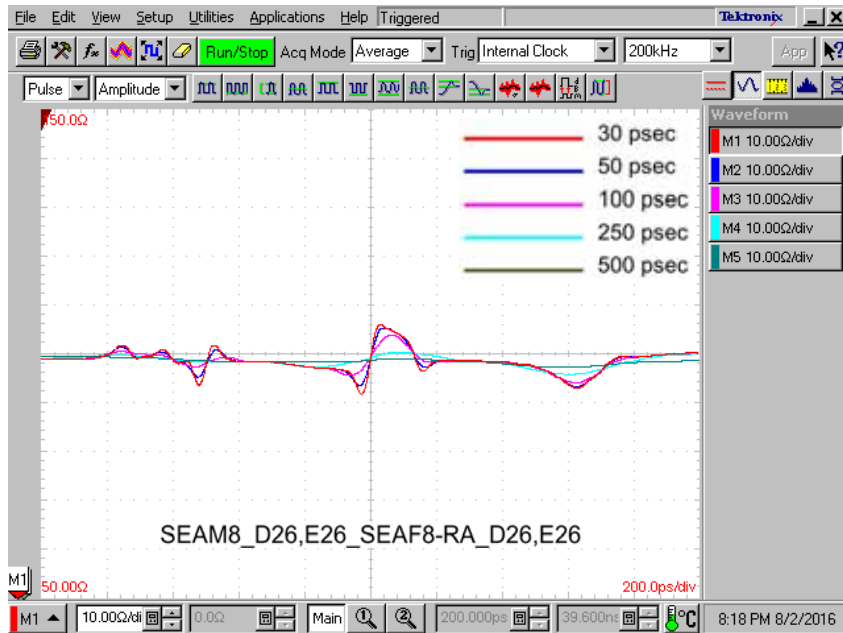 File Edit View Setup Utilities Applications Help Triggered Tektronix
Run/Stop Acq Mode Average Trig Internal Clock 200kHz App
Pulse Amplitude
50.0Ω
30 psec
50 psec
100 psec
250 psec
500 psec
Waveform
M1 10.00Ω/div
M2 10.00Ω/div
M3 10.00Ω/div
M4 10.00Ω/div
M5 10.00Ω/div
SEAM8_D26,E26_SEAF8-RA_D26,E26
M1
50.00Ω 200.0ps/div
M1 10.00Ω/di 0.0Ω Main 1 2 200.000ps 39.600ns °C 8:18 PM 8/2/2016